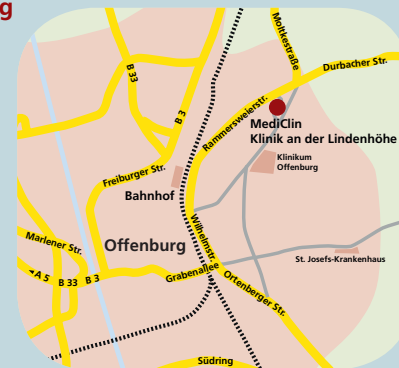 g
Moltkestraße
B 33
Durbacher Str.
B 3
Rammersweierstr.
MediClin
Klinik an der Lindenhöhe
Klinikum
Offenburg
Freiburger Str.
Bahnhof
Wilhelmstr.
Marlener Str.
Offenburg
St. Josefs-Krankenhaus
A 5
B 33
B 3
Grabenallee
Ortenberger Str.
Südring